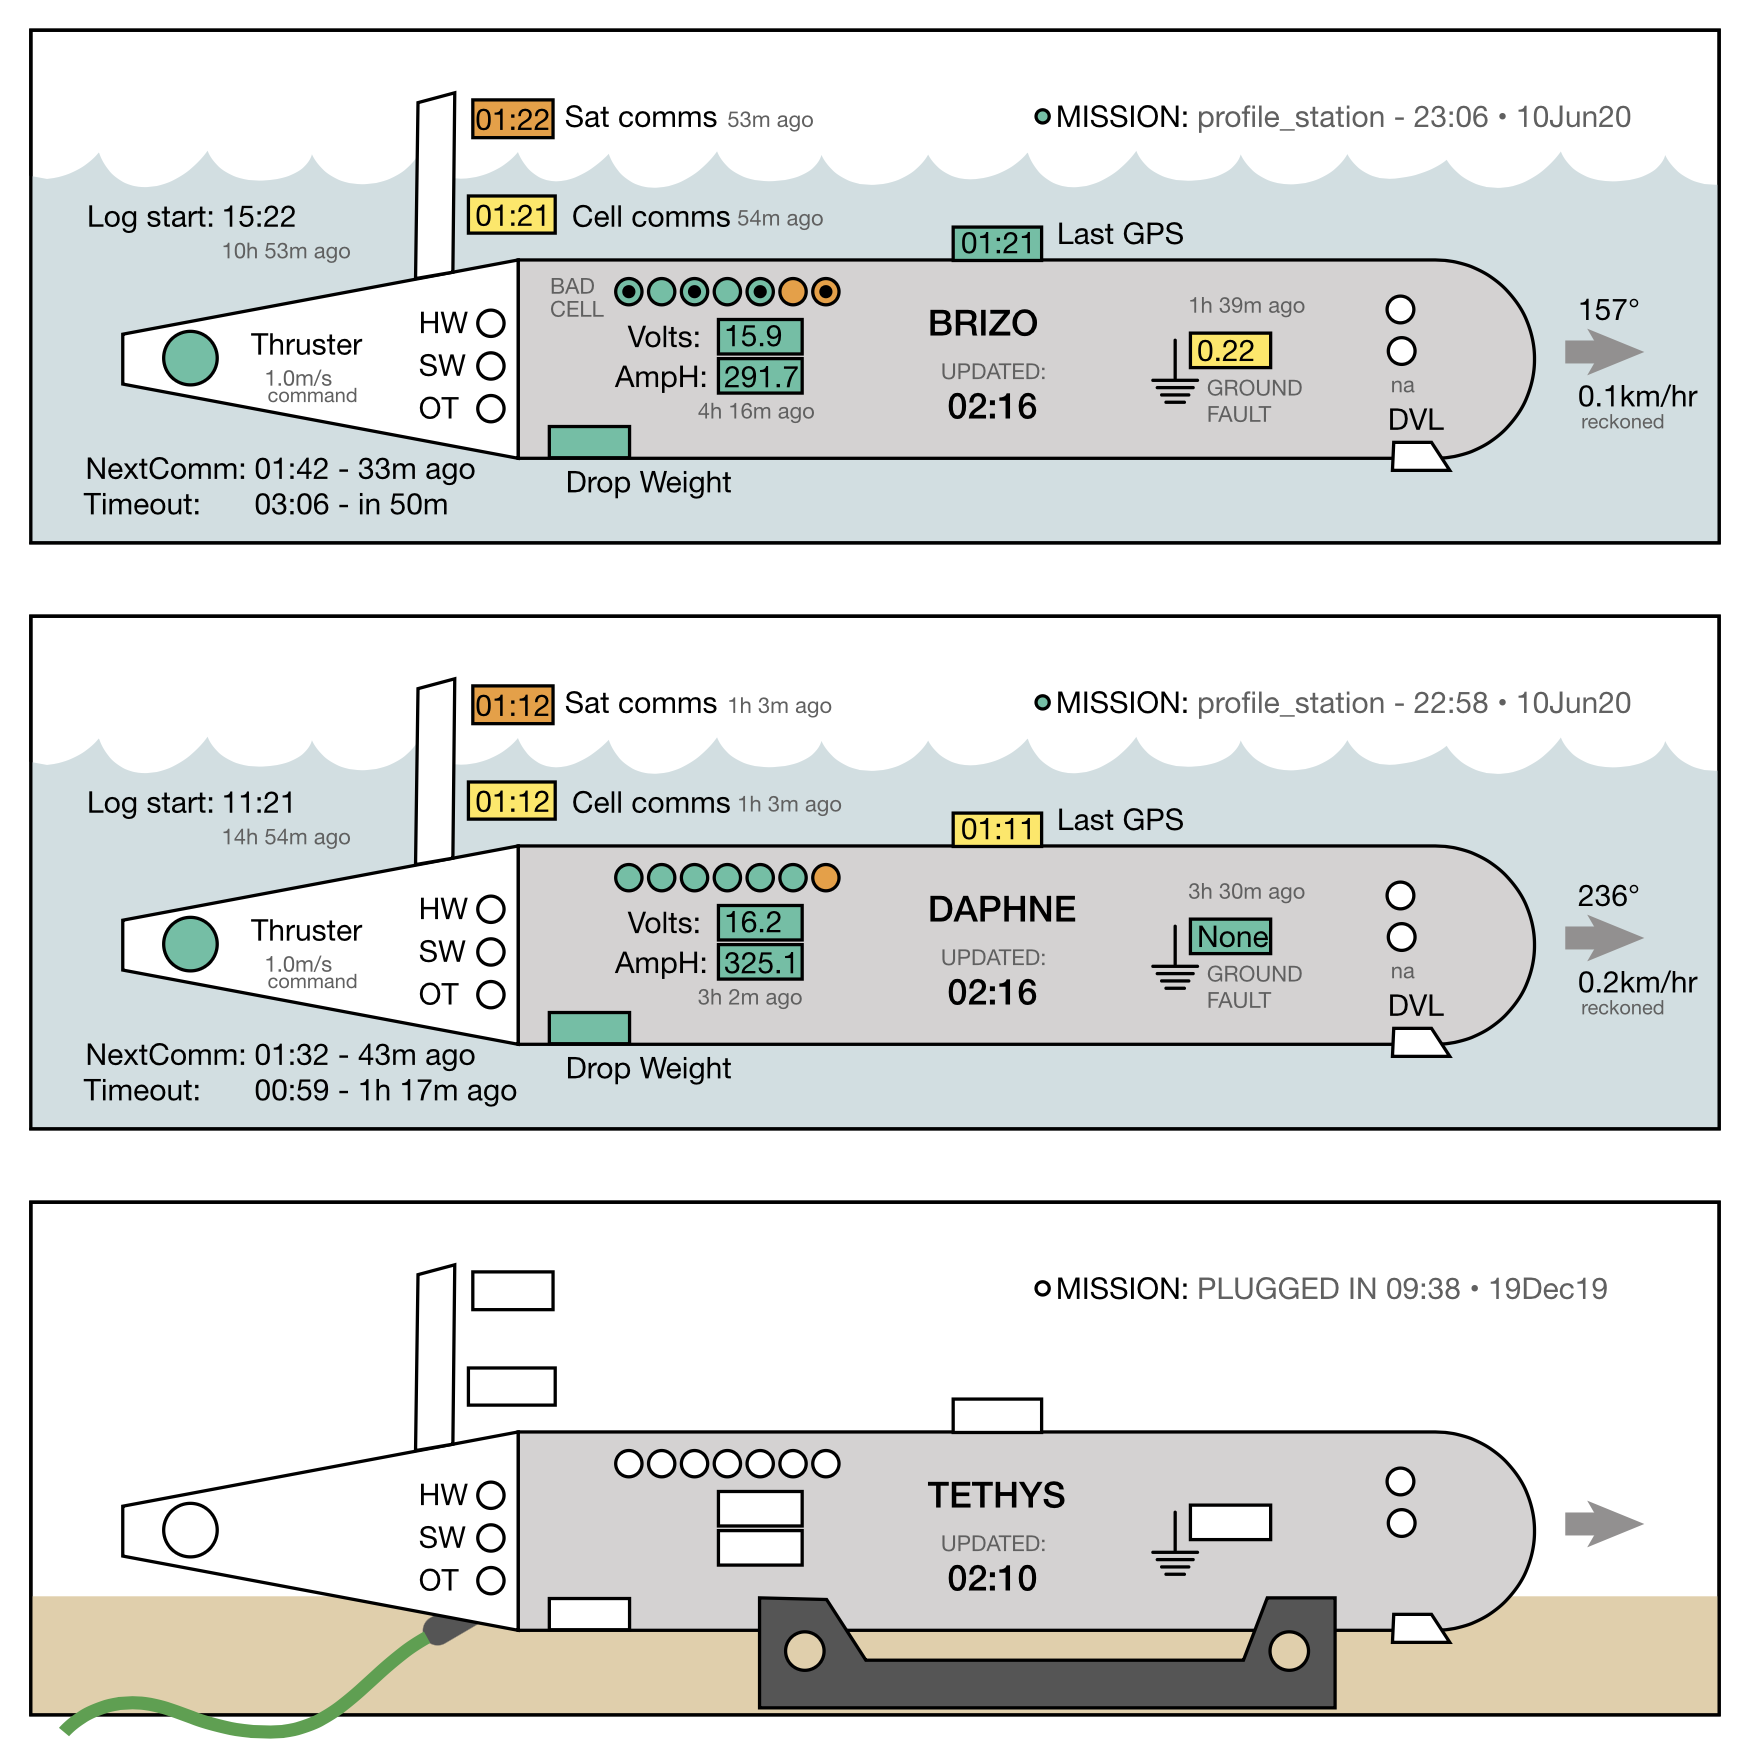 01:22 Sat comms 53m ago
MISSION: profile_station - 23:06 • 10Jun20
Log start: 15:22
10h 53m ago
01:21 Cell comms 54m ago
01:21 Last GPS
BAD
CELL
HW
SW
OT
Thruster
1.0m/s
command
Volts: 15.9
AmpH: 291.7
4h 16m ago
BRIZO
UPDATED:
02:16
1h 39m ago
0.22
GROUND
FAULT
na
DVL
157°
0.1km/hr
reckoned
NextComm: 01:42 - 33m ago
Timeout: 03:06 - in 50m
Drop Weight
01:12 Sat comms 1h 3m ago
MISSION: profile_station - 22:58 • 10Jun20
Log start: 11:21
14h 54m ago
01:12 Cell comms 1h 3m ago
01:11 Last GPS
HW
SW
OT
Thruster
1.0m/s
command
Volts: 16.2
AmpH: 325.1
3h 2m ago
DAPHNE
UPDATED:
02:16
3h 30m ago
None
GROUND
FAULT
na
DVL
236°
0.2km/hr
reckoned
NextComm: 01:32 - 43m ago
Timeout: 00:59 - 1h 17m ago
Drop Weight
MISSION: PLUGGED IN 09:38 • 19Dec19
HW
SW
OT
TETHYS
UPDATED:
02:10